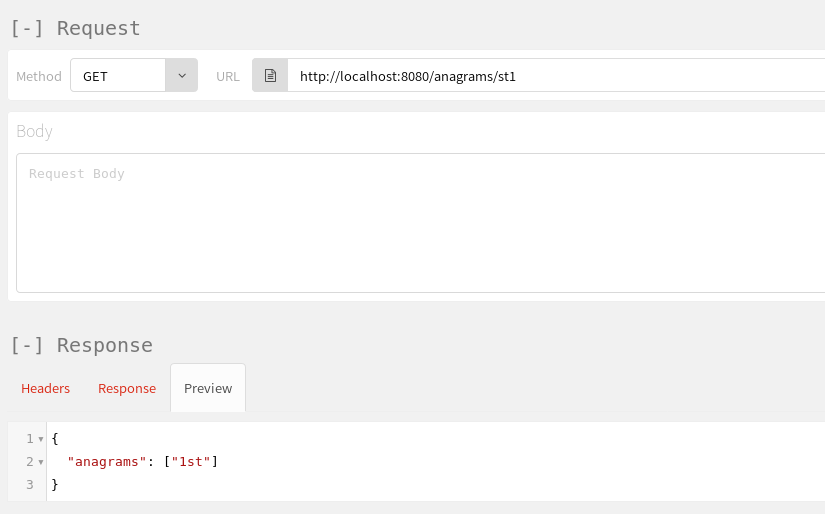 [-] Request
Method GET URL http://localhost:8080/anagrams/st1
Body
Request Body
[-] Response
Headers Response Preview
1 {
2 "anagrams": ["1st"]
3 }